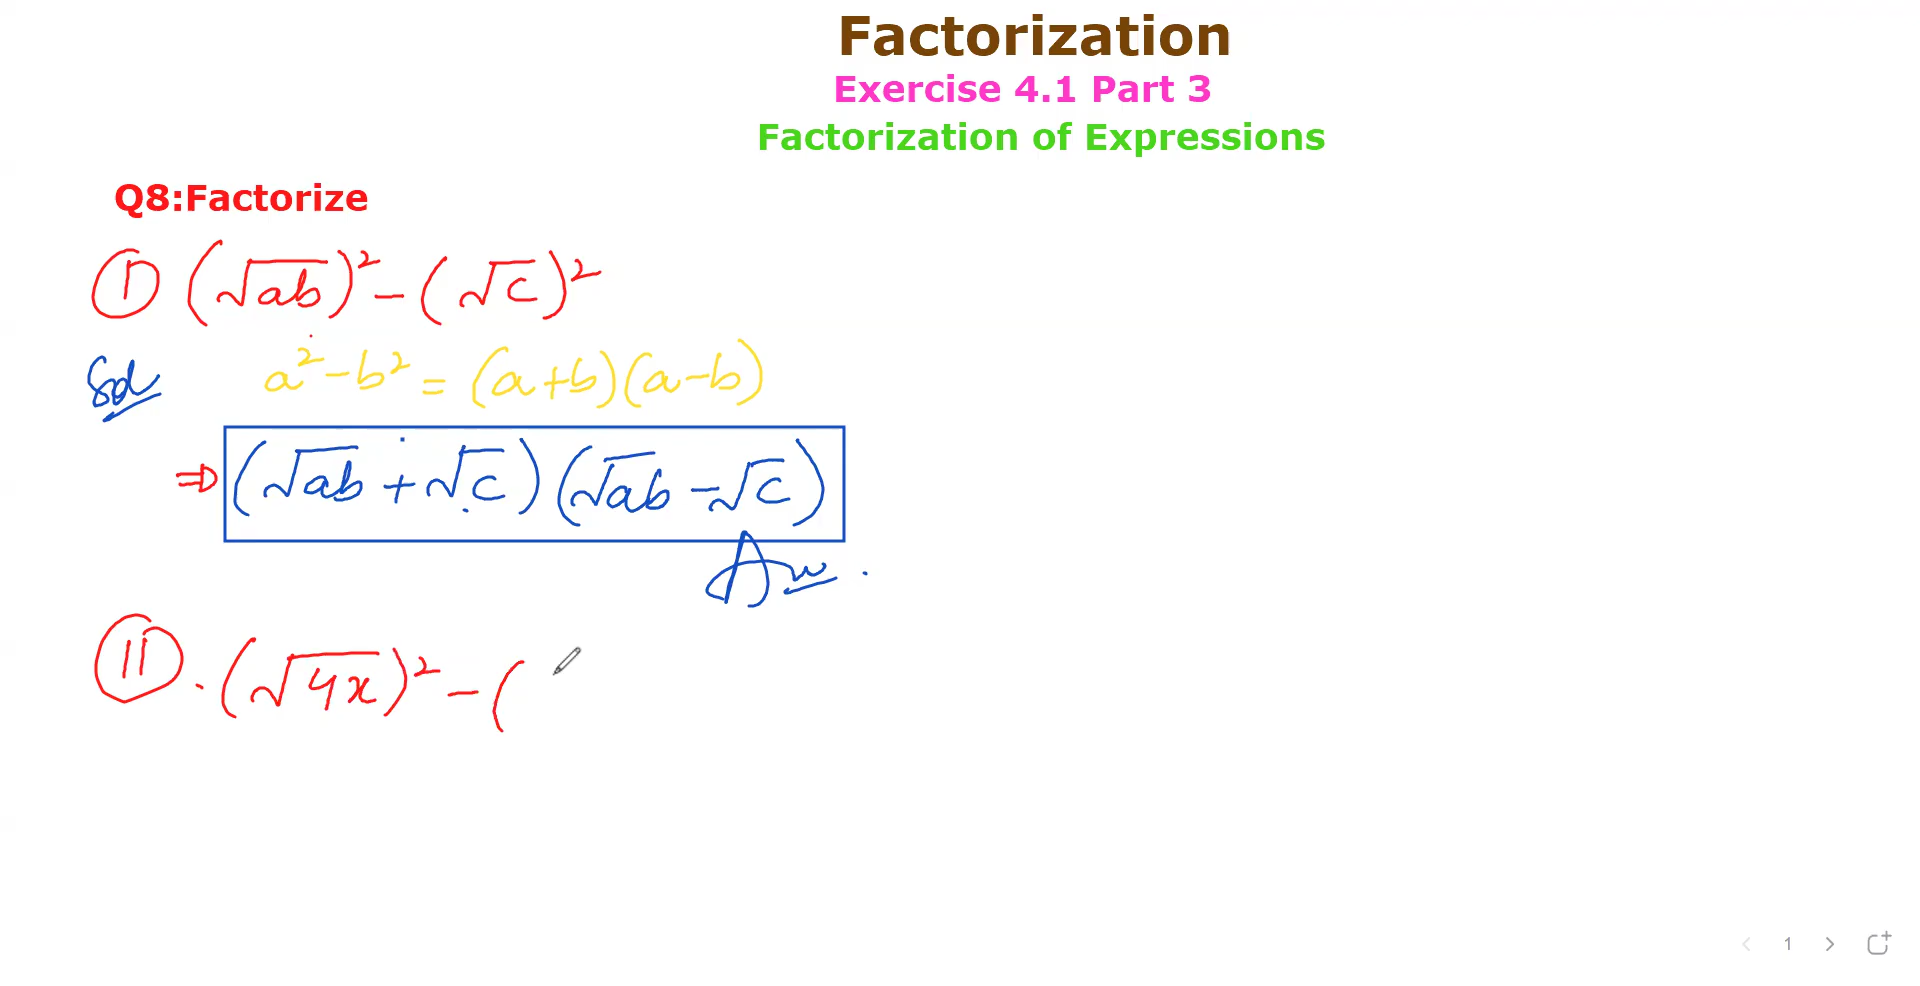 Factorization
Exercise 4.1 Part 3
Factorization of Expressions
Q8:Factorize
I (√ab)² - (√c)²
Sol a² - b² = (a+b)(a-b)
⇒ (√ab + √c)(√ab - √c)
Ans.
II. (√4x)² - (
1